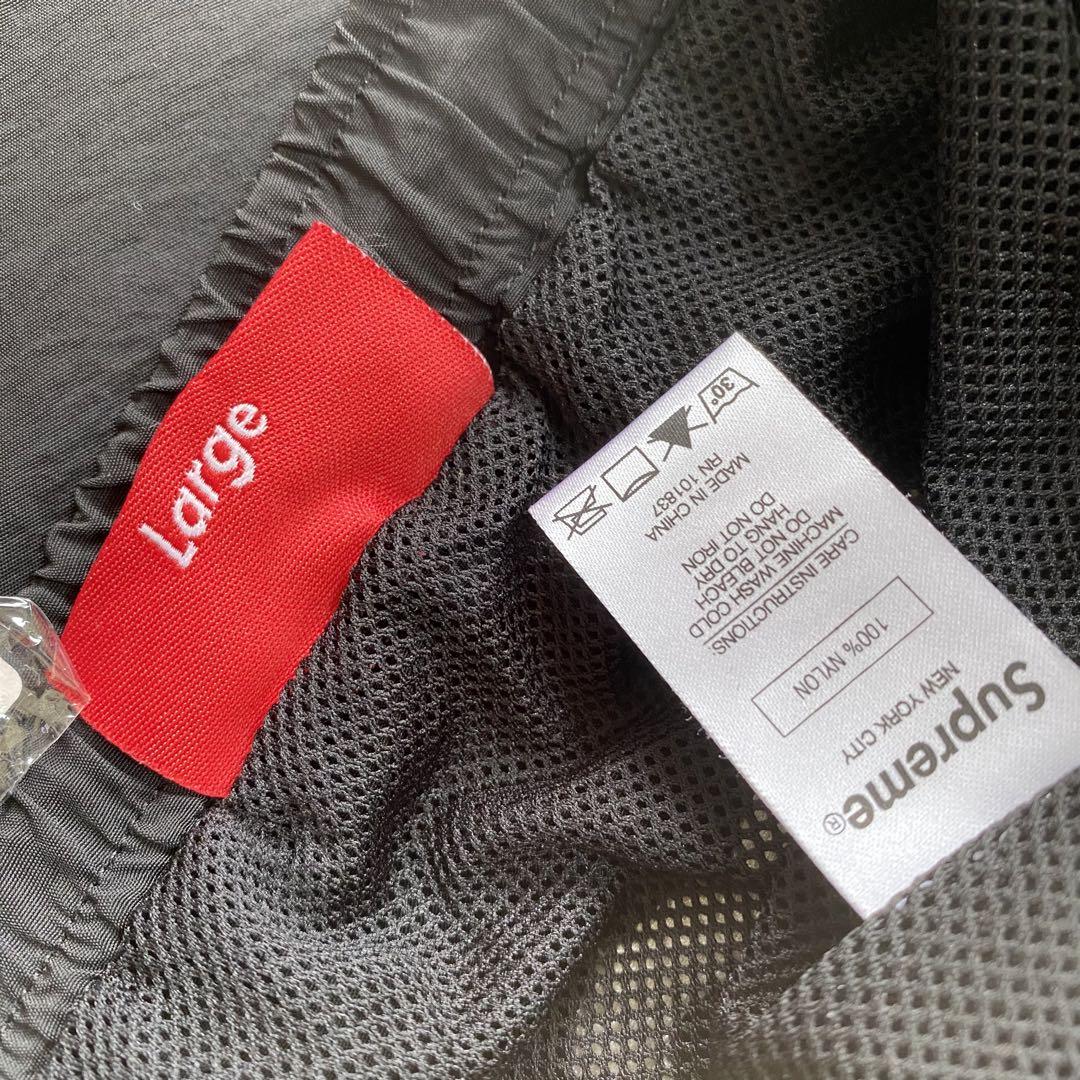 Large
Supreme®
NEW YORK CITY
100% NYLON
CARE INSTRUCTIONS:
MACHINE WASH COLD
DO NOT BLEACH
HANG TO DRY
DO NOT IRON
RN 101837
MADE IN CHINA
30°